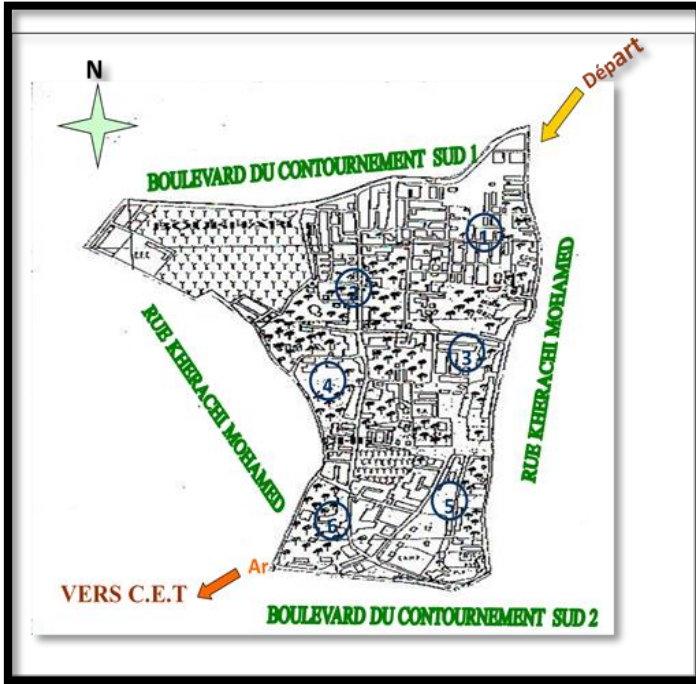 Départ
N
BOULEVARD DU CONTOURNEMENT SUD 1
1
2
RUE KHERACHI MOHAMED
RUE KHERACHI MOHAMED
3
4
5
6
Ar
VERS C.E.T
BOULEVARD DU CONTOURNEMENT SUD 2